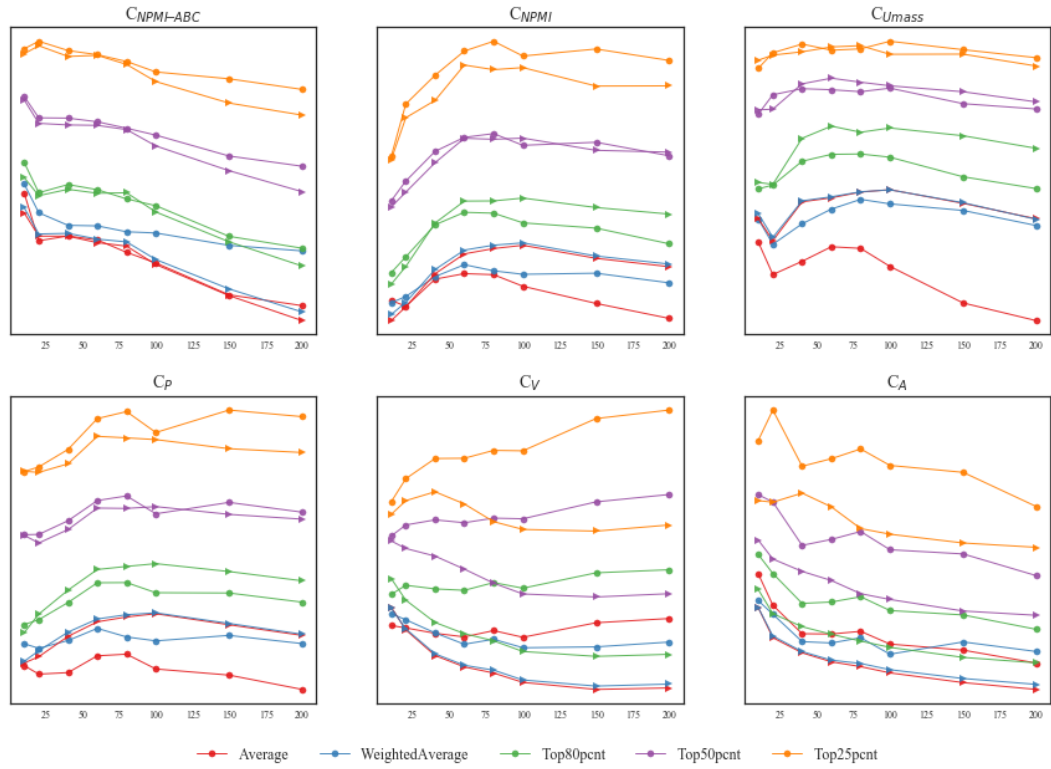 C_NPMI−ABC C_NPMI C_Umass
25 50 75 100 125 150 175 200 25 50 75 100 125 150 175 200 25 50 75 100 125 150 175 200
C_P C_V C_A
25 50 75 100 125 150 175 200 25 50 75 100 125 150 175 200 25 50 75 100 125 150 175 200
Average WeightedAverage Top80pcnt Top50pcnt Top25pcnt